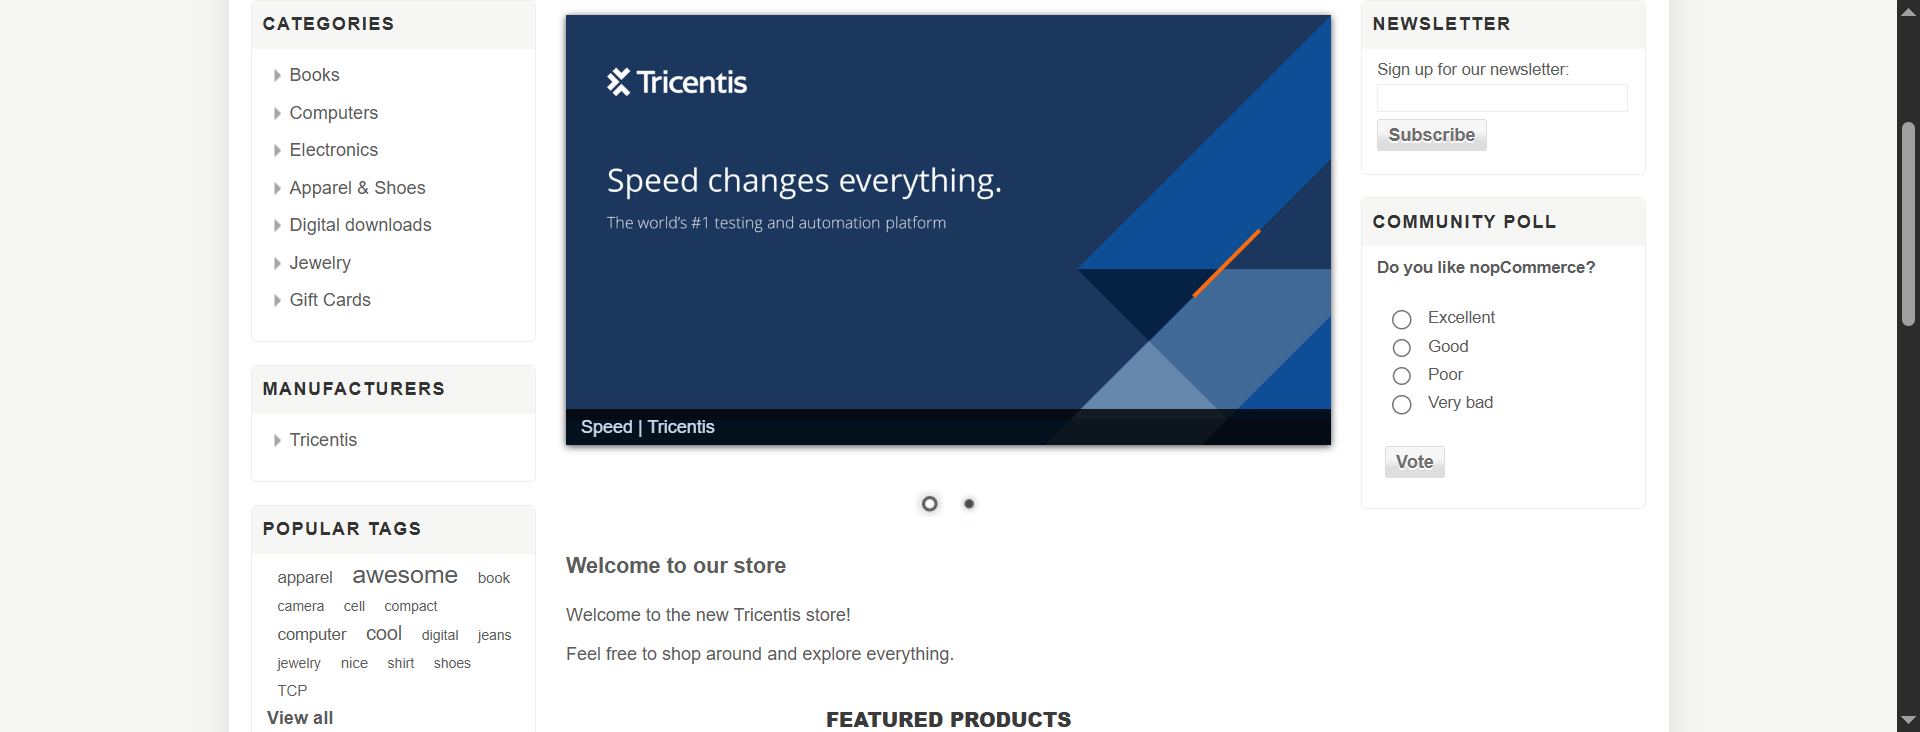 CATEGORIES
Books
Computers
Electronics
Apparel & Shoes
Digital downloads
Jewelry
Gift Cards
MANUFACTURERS
Tricentis
POPULAR TAGS
apparel awesome book
camera cell compact
computer cool digital jeans
jewelry nice shirt shoes
TCP
View all
Tricentis
Speed changes everything.
The world's #1 testing and automation platform
Speed | Tricentis
Welcome to our store
Welcome to the new Tricentis store!
Feel free to shop around and explore everything.
FEATURED PRODUCTS
NEWSLETTER
Sign up for our newsletter:
Subscribe
COMMUNITY POLL
Do you like nopCommerce?
Excellent
Good
Poor
Very bad
Vote